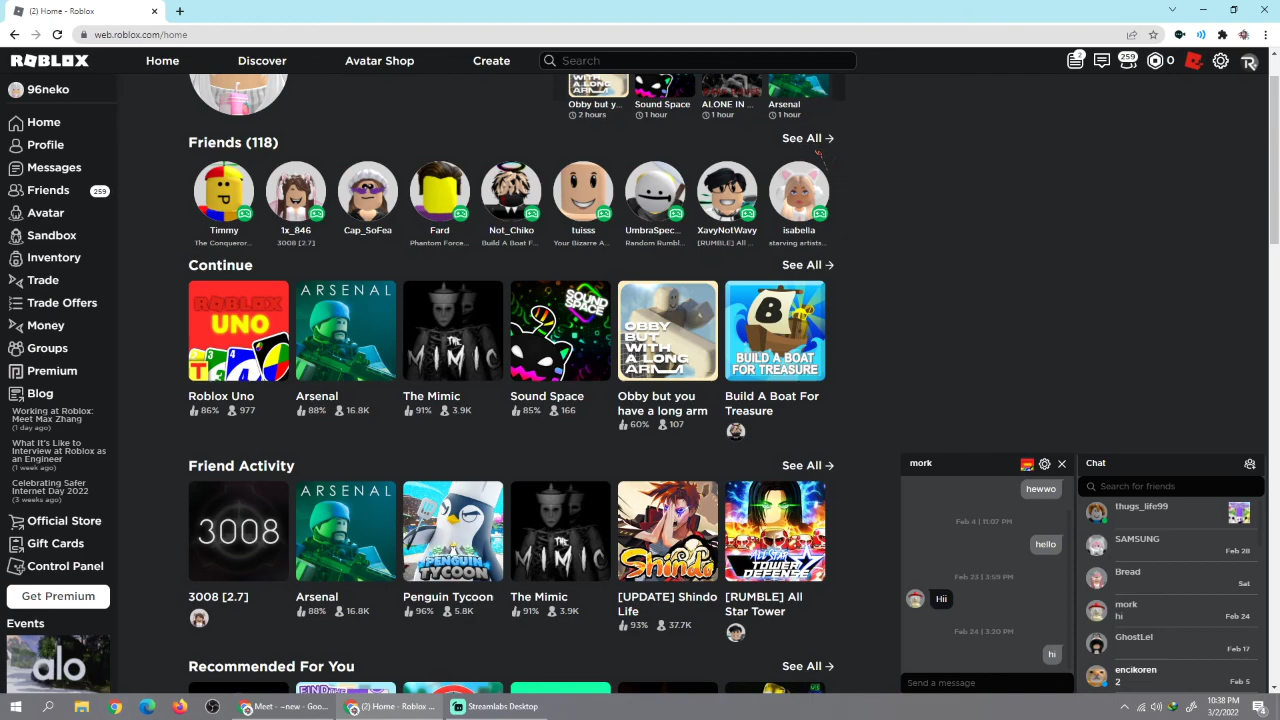 (2) Home - Roblox
web.roblox.com/home
ROBLOX
Home
Discover
Avatar Shop
Create
Search
2
259
0
96neko
Home
Profile
Messages
Friends
259
Avatar
Sandbox
Inventory
Trade
Trade Offers
Money
Groups
Premium
Blog
Working at Roblox:
Meet Max Zhang
(1 day ago)
What It's Like to
Interview at Roblox as
an Engineer
(1 week ago)
Celebrating Safer
Internet Day 2022
(3 weeks ago)
Official Store
Gift Cards
Control Panel
Get Premium
Events
alo
WITH
A LONG
ARM
Obby but y...
2 hours
Sound Space
1 hour
ALONE IN ...
1 hour
Arsenal
1 hour
Friends (118)
See All
Timmy
The Conqueror...
1x_846
3008 [2.7]
Cap_SoFea
Fard
Phantom Force...
Not_Chiko
Build A Boat F...
tuisss
Your Bizarre A...
UmbraSpec...
Random Rumbl...
XavyNotWavy
[RUMBLE] All ...
isabella
starving artists...
Continue
See All
ROBLOX
UNO
ARSENAL
THE
MIMIC
SOUND
SPACE
OBBY
BUT
WITH
A LONG
ARM
B
BUILD A BOAT
FOR TREASURE
Roblox Uno
86% 977
Arsenal
88% 16.8K
The Mimic
91% 3.9K
Sound Space
85% 166
Obby but you
have a long arm
60% 107
Build A Boat For
Treasure
Friend Activity
See All
3008
ARSENAL
PENGUIN
TYCOON
THE
MIMIC
Shindo
ALL STAR
TOWER
DEFENSE
3008 [2.7]
Arsenal
88% 16.8K
Penguin Tycoon
96% 5.8K
The Mimic
91% 3.9K
[UPDATE] Shindo
Life
93% 37.7K
[RUMBLE] All
Star Tower
Recommended For You
See All
FIND THE
mork
hewwo
Feb 4 | 11:07 PM
hello
Feb 23 | 3:59 PM
Hii
Feb 24 | 3:20 PM
hi
Send a message
Chat
Search for friends
thugs_life99
SAMSUNG
Feb 28
Bread
Sat
mork
hi
Feb 24
GhostLel
Feb 17
encikoren
2
Feb 5
Meet - ~new - Goo...
(2) Home - Roblox ...
Streamlabs Desktop
10:38 PM
3/2/2022
4